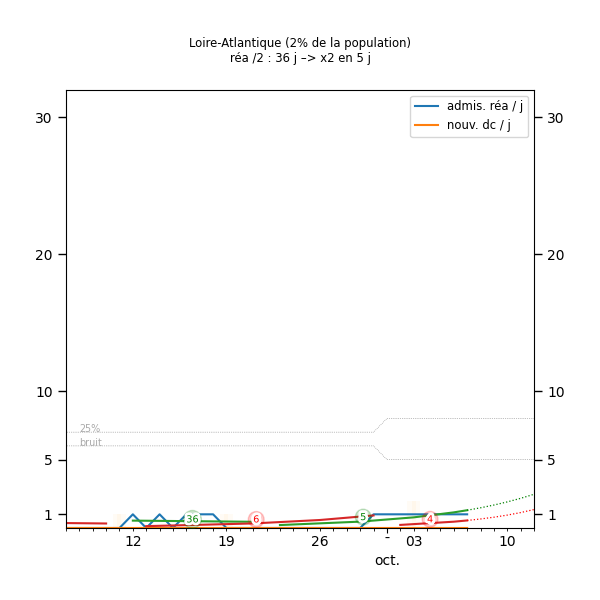 Loire-Atlantique (2% de la population)
réa /2 : 36 j –> x2 en 5 j
admis. réa / j
nouv. dc / j
30 30
20 20
10 10
25%
bruit
5 5
36 6 5 4
1 1
12 19 26 - 03 10
oct.